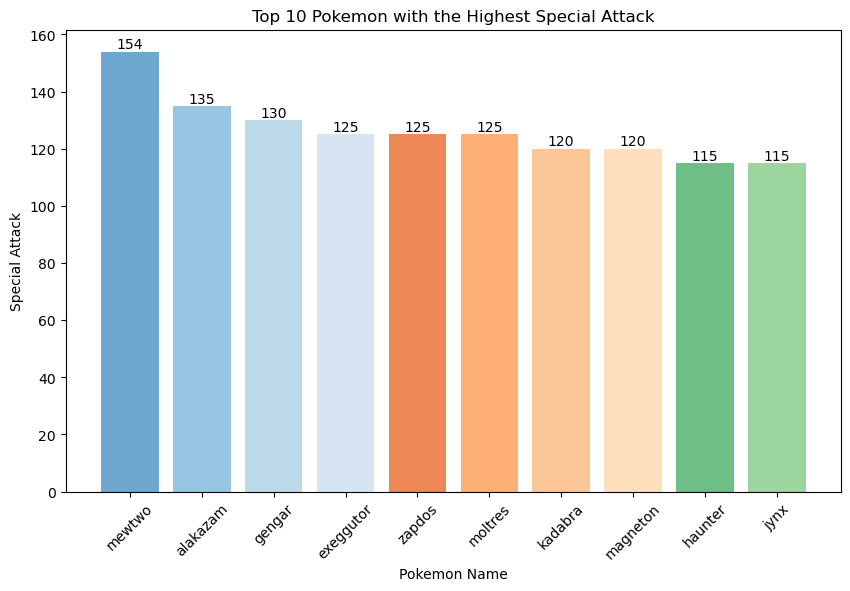 Top 10 Pokemon with the Highest Special Attack
160
140
120
100
80
60
40
20
0
Special Attack
154
135
130
125
125
125
120
120
115
115
mewtwo
alakazam
gengar
exeggutor
zapdos
moltres
kadabra
magneton
haunter
jynx
Pokemon Name